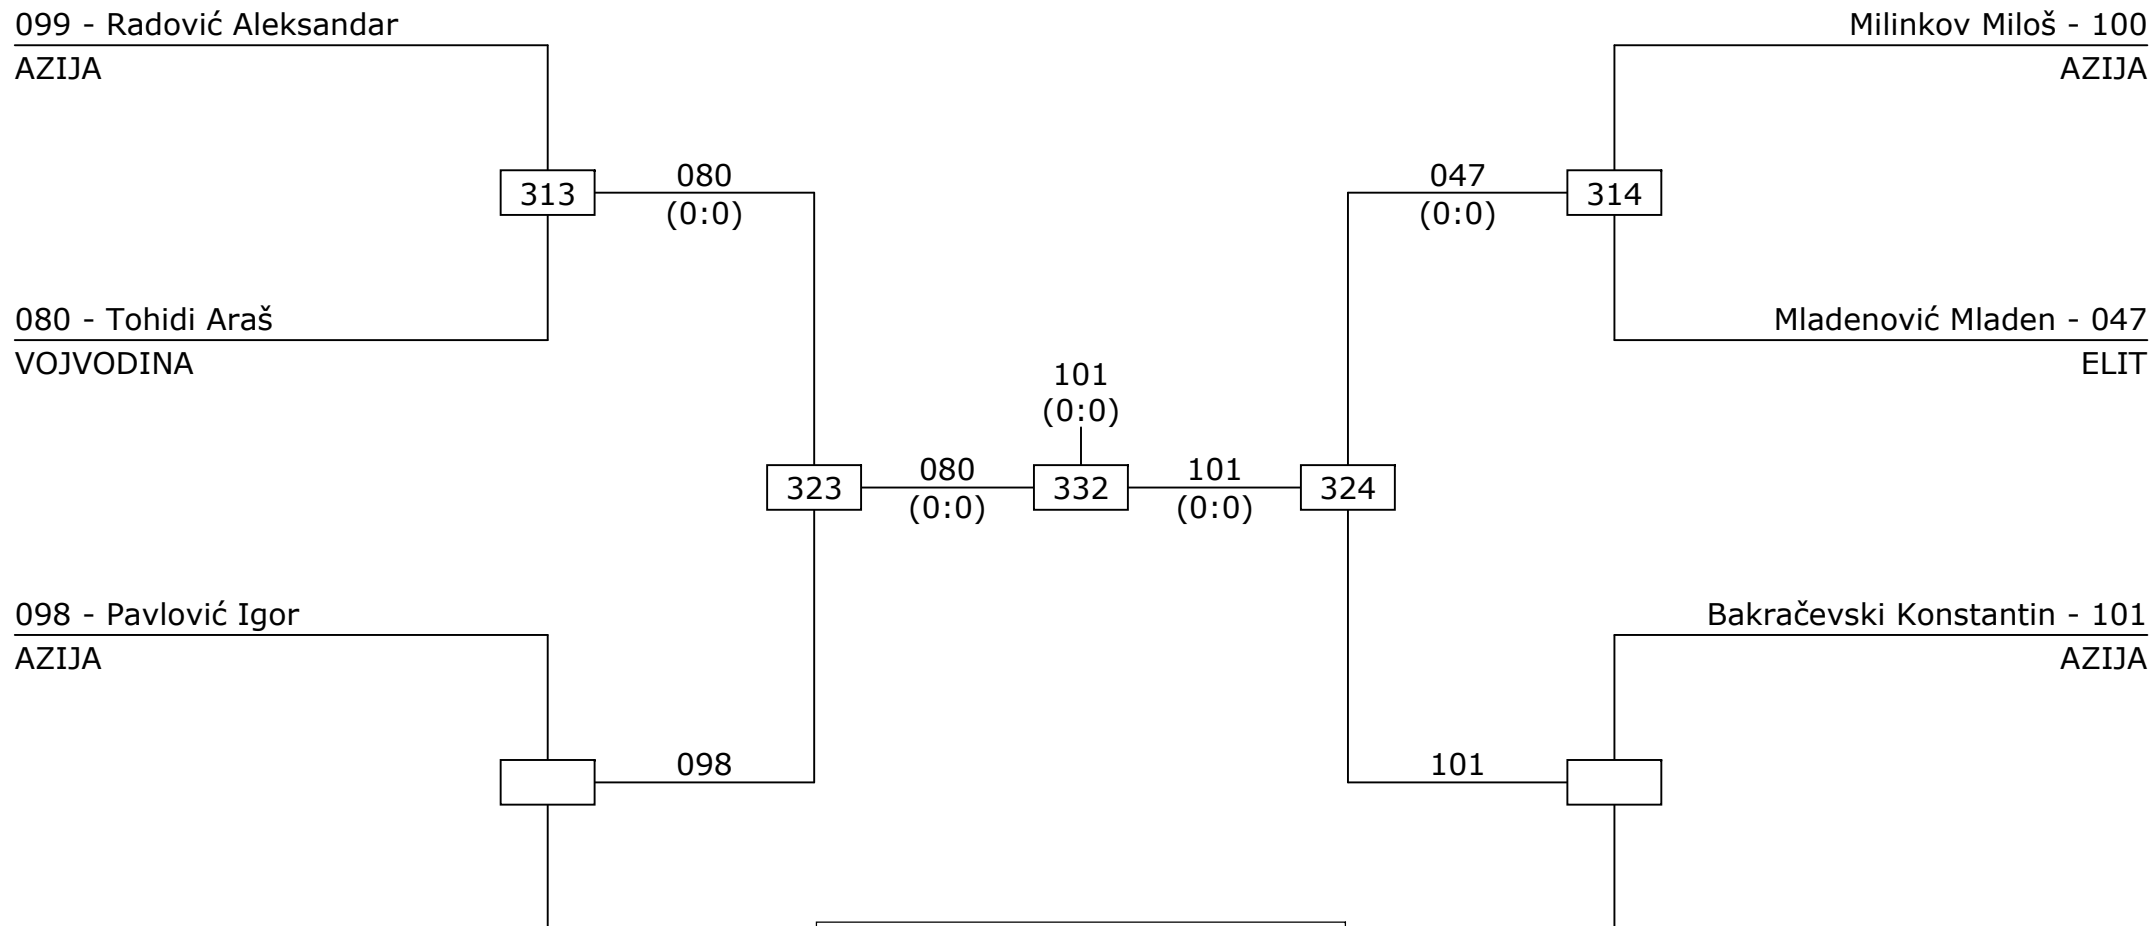 099 - Radović Aleksandar
AZIJA
Milinkov Miloš - 100
AZIJA
313
080
(0:0)
047
(0:0)
314
080 - Tohidi Araš
VOJVODINA
Mladenović Mladen - 047
ELIT
101
(0:0)
323
080
(0:0)
332
101
(0:0)
324
098 - Pavlović Igor
AZIJA
Bakračevski Konstantin - 101
AZIJA
098
101